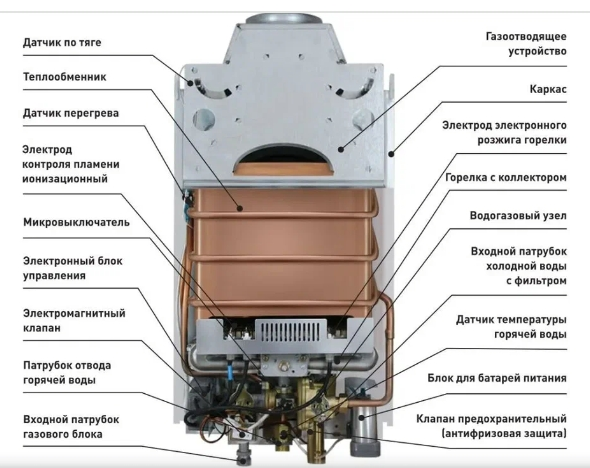 Датчик по тяге
Теплообменник
Датчик перегрева
Электрод
контроля пламени
ионизационный
Микровыключатель
Электронный блок
управления
Электромагнитный
клапан
Патрубок отвода
горячей воды
Входной патрубок
газового блока
Газоотводящее
устройство
Каркас
Электрод электронного
розжига горелки
Горелка с коллектором
Водогазовый узел
Входной патрубок
холодной воды
с фильтром
Датчик температуры
горячей воды
Блок для батарей питания
Клапан предохранительный
(антифризовая защита)